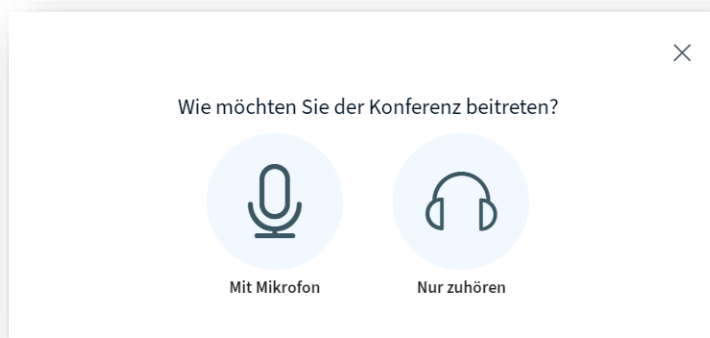 Wie möchten Sie der Konferenz beitreten?
Mit Mikrofon
Nur zuhören